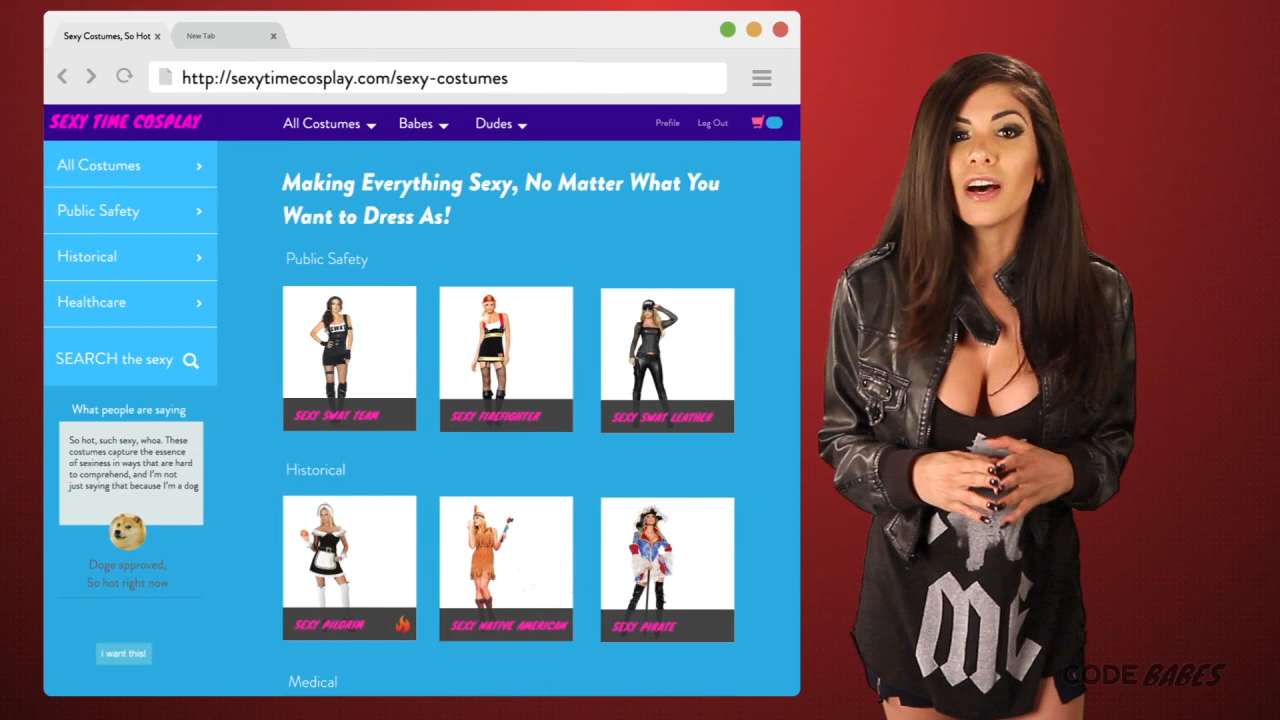 Sexy Costumes, So Hot
New Tab
http://sexytimecosplay.com/sexy-costumes
SEXY TIME COSPLAY
All Costumes
Babes
Dudes
Profile
Log Out
All Costumes
Public Safety
Historical
Healthcare
SEARCH the sexy
What people are saying
So hot, such sexy, whoa. These
costumes capture the essence
of sexiness in ways that are hard
to comprehend, and I'm not
just saying that because I'm a dog
Doge approved,
So hot right now
i want this!
Making Everything Sexy, No Matter What You
Want to Dress As!
Public Safety
SWAT
SEXY SWAT TEAM
SEXY FIREFIGHTER
SEXY SWAT LEATHER
Historical
SEXY PILGRIM
SEXY NATIVE AMERICAN
SEXY PIRATE
Medical
ME
CODE BABES